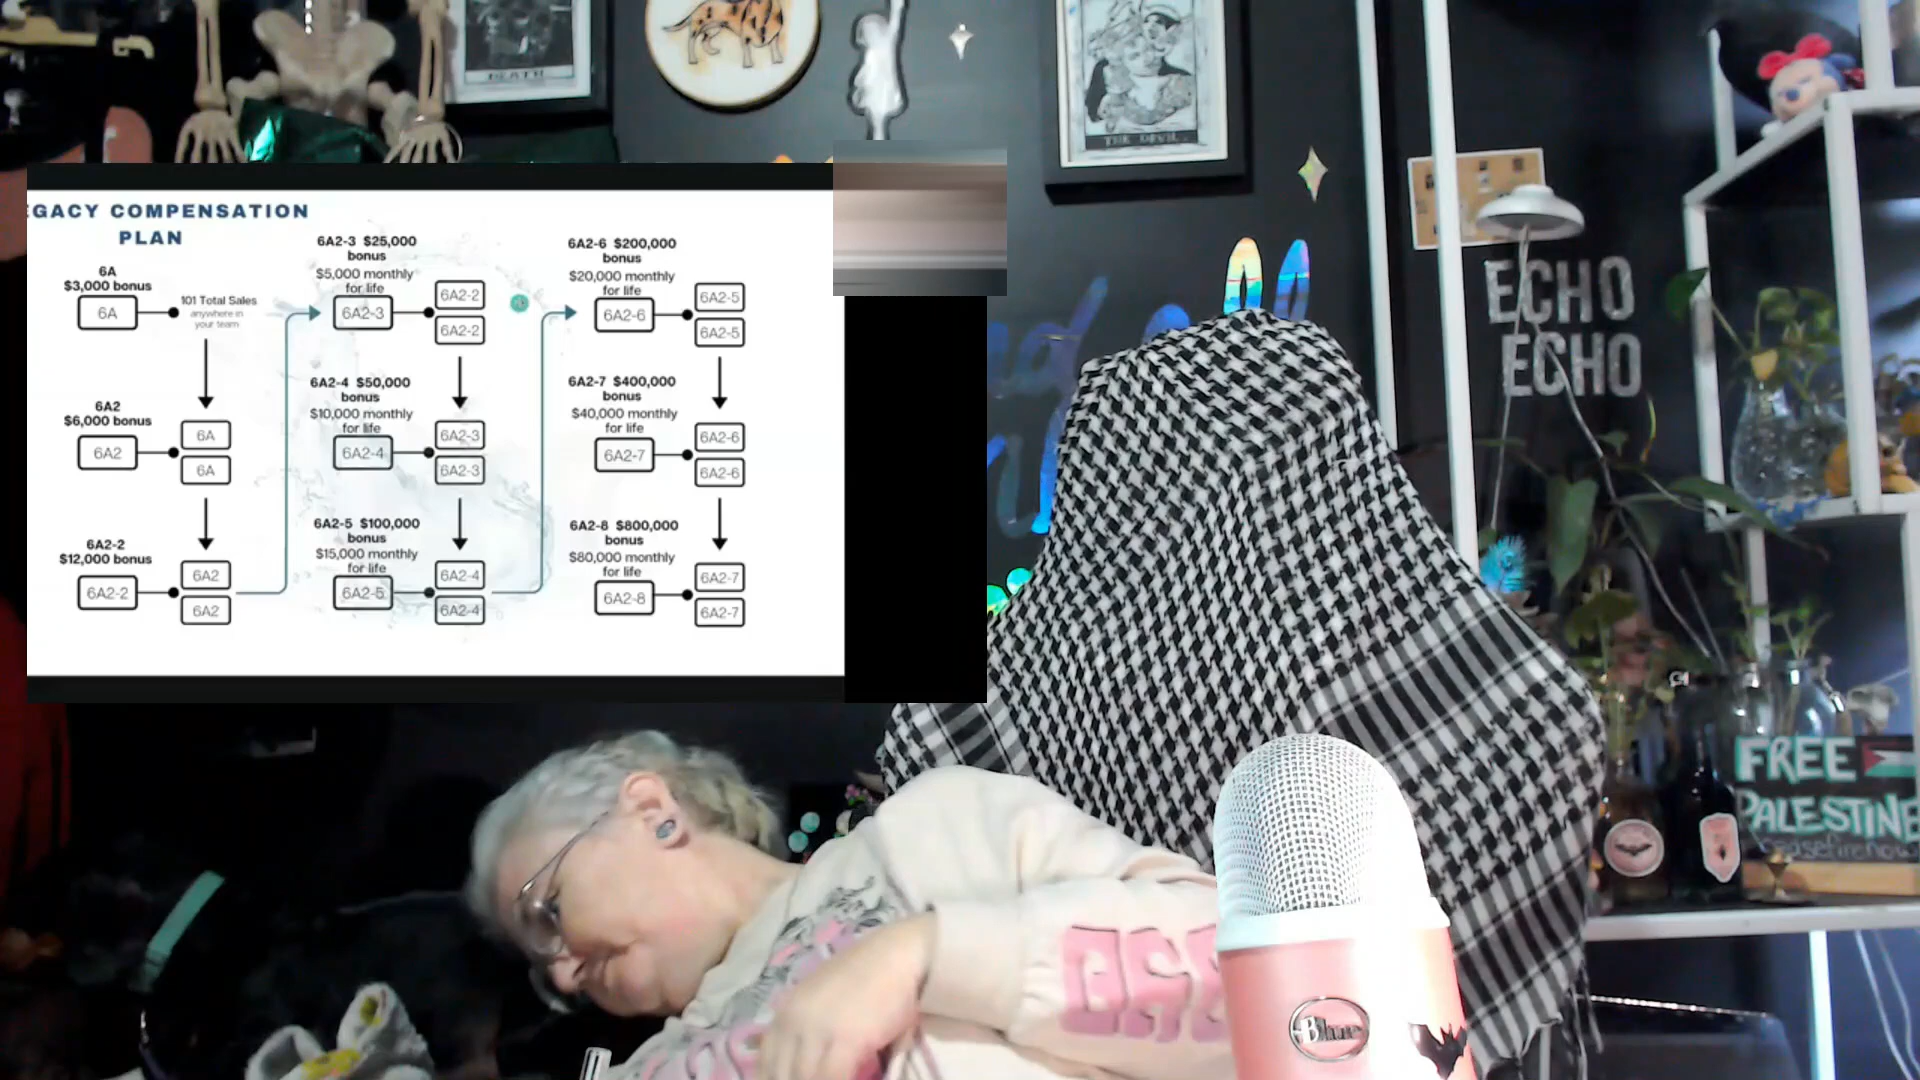 DEATH
THE DEVIL
EGACY COMPENSATION
PLAN
6A
$3,000 bonus
6A
101 Total Sales
anywhere in
your team
6A2
$6,000 bonus
6A2
6A
6A
6A2-2
$12,000 bonus
6A2-2
6A2
6A2
6A2-3 $25,000
bonus
$5,000 monthly
for life
6A2-3
6A2-2
6A2-2
6A2-4 $50,000
bonus
$10,000 monthly
for life
6A2-4
6A2-3
6A2-3
6A2-5 $100,000
bonus
$15,000 monthly
for life
6A2-5
6A2-4
6A2-4
6A2-6 $200,000
bonus
$20,000 monthly
for life
6A2-6
6A2-5
6A2-5
6A2-7 $400,000
bonus
$40,000 monthly
for life
6A2-7
6A2-6
6A2-6
6A2-8 $800,000
bonus
$80,000 monthly
for life
6A2-8
6A2-7
6A2-7
ECHO
ECHO
FREE
PALESTINE
ceasefirenow
Blue